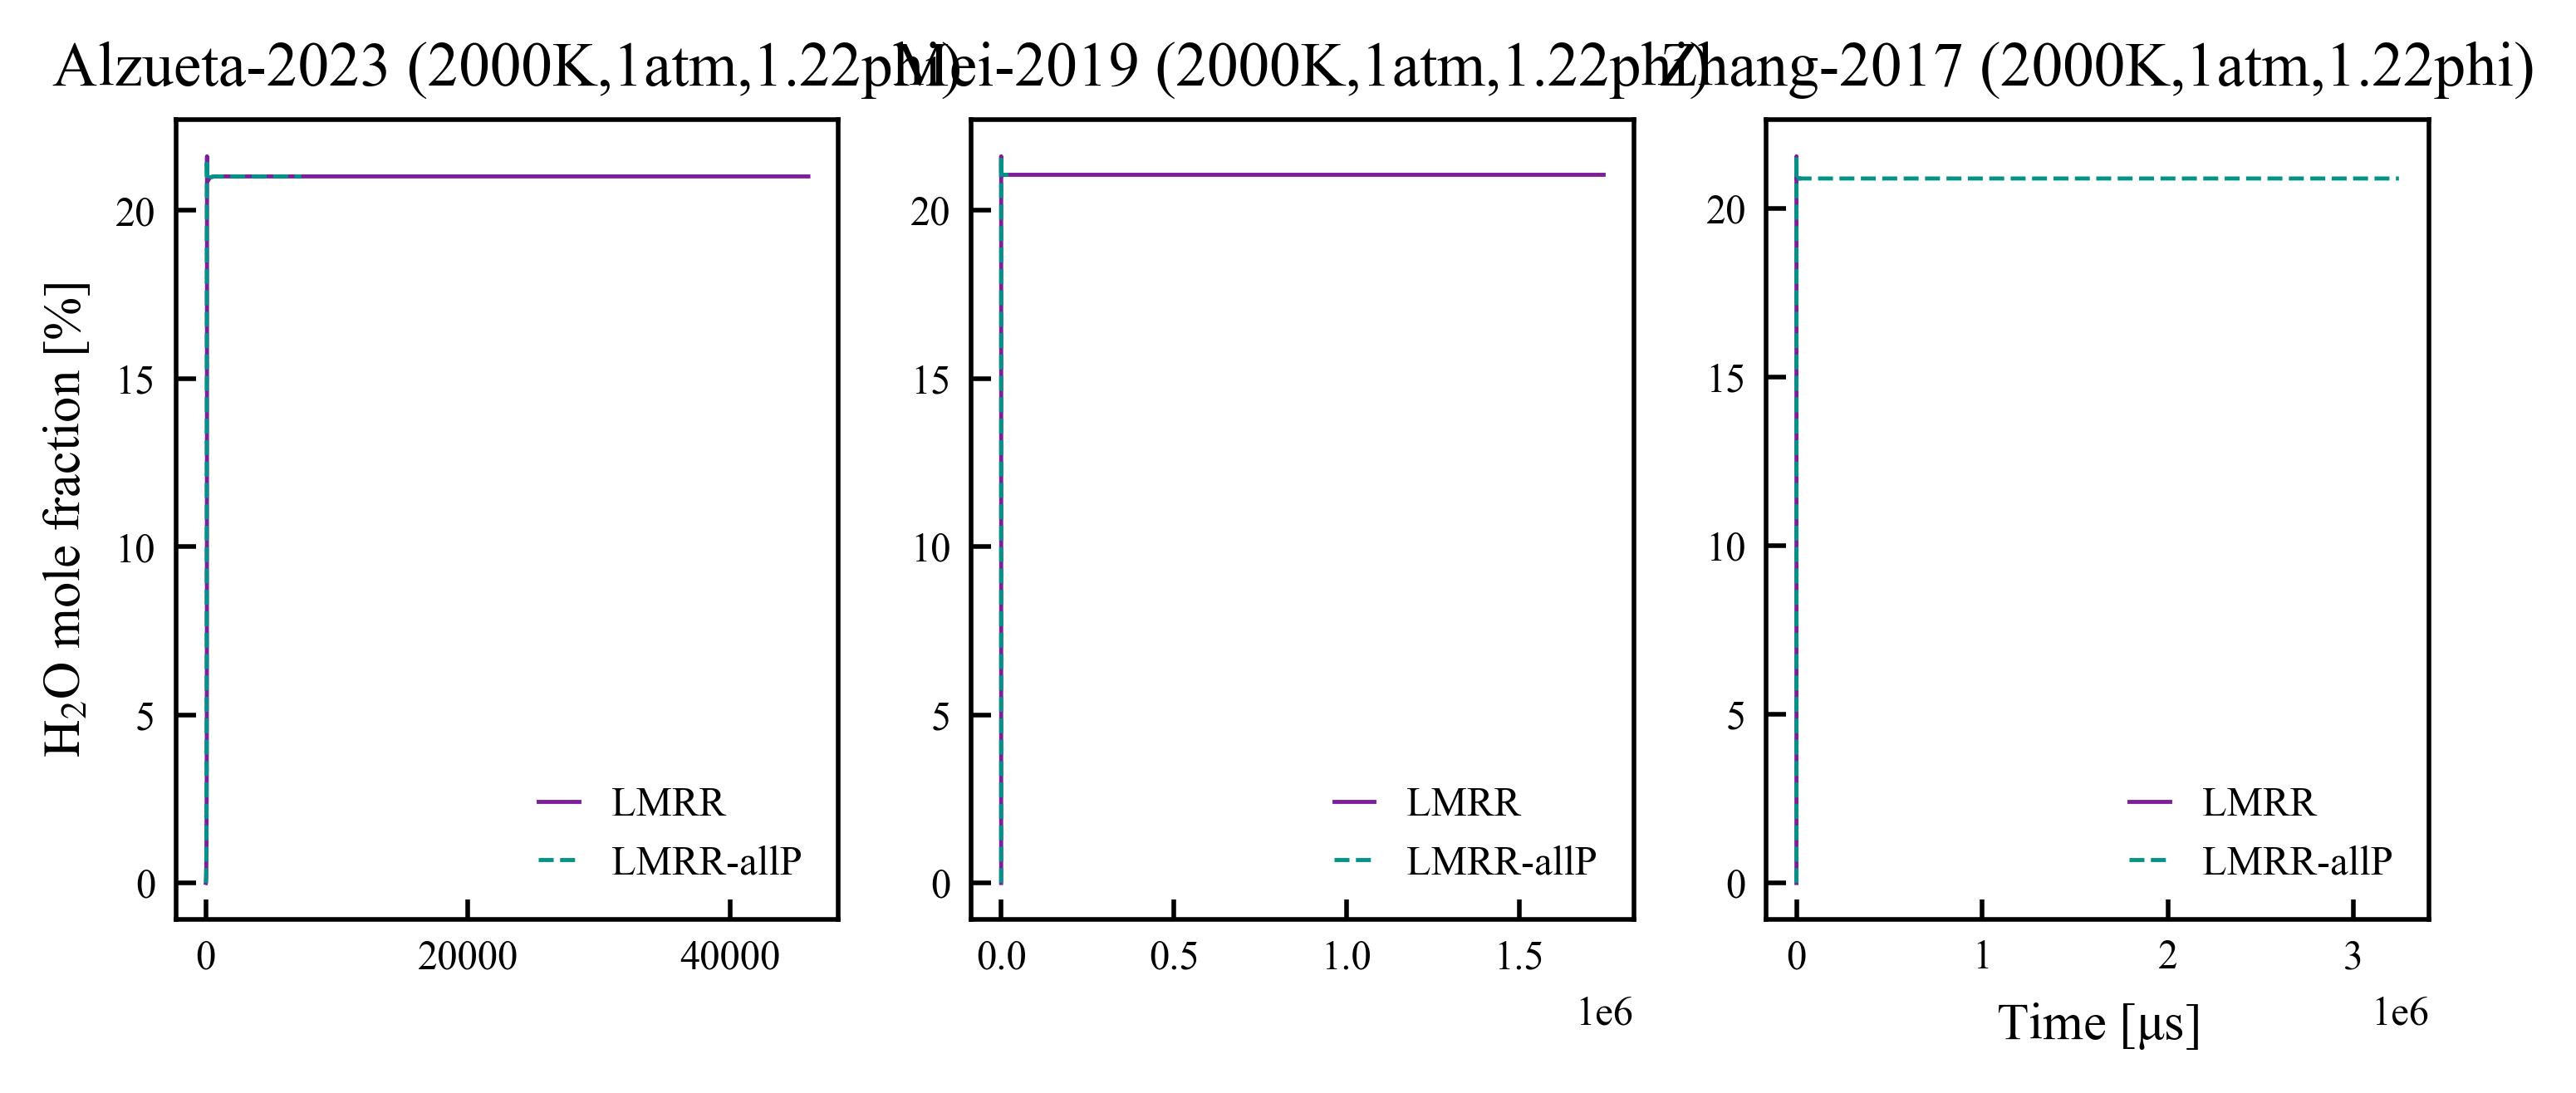 Alzueta-2023 (2000K,1atm,1.22phi)
Mei-2019 (2000K,1atm,1.22phi)
Zhang-2017 (2000K,1atm,1.22phi)
H₂O mole fraction [%]
20
15
10
5
0
0
20000
40000
LMRR
LMRR-allP
20
15
10
5
0
0.0
0.5
1.0
1.5
1e6
LMRR
LMRR-allP
20
15
10
5
0
0
1
2
3
1e6
LMRR
LMRR-allP
Time [μs]